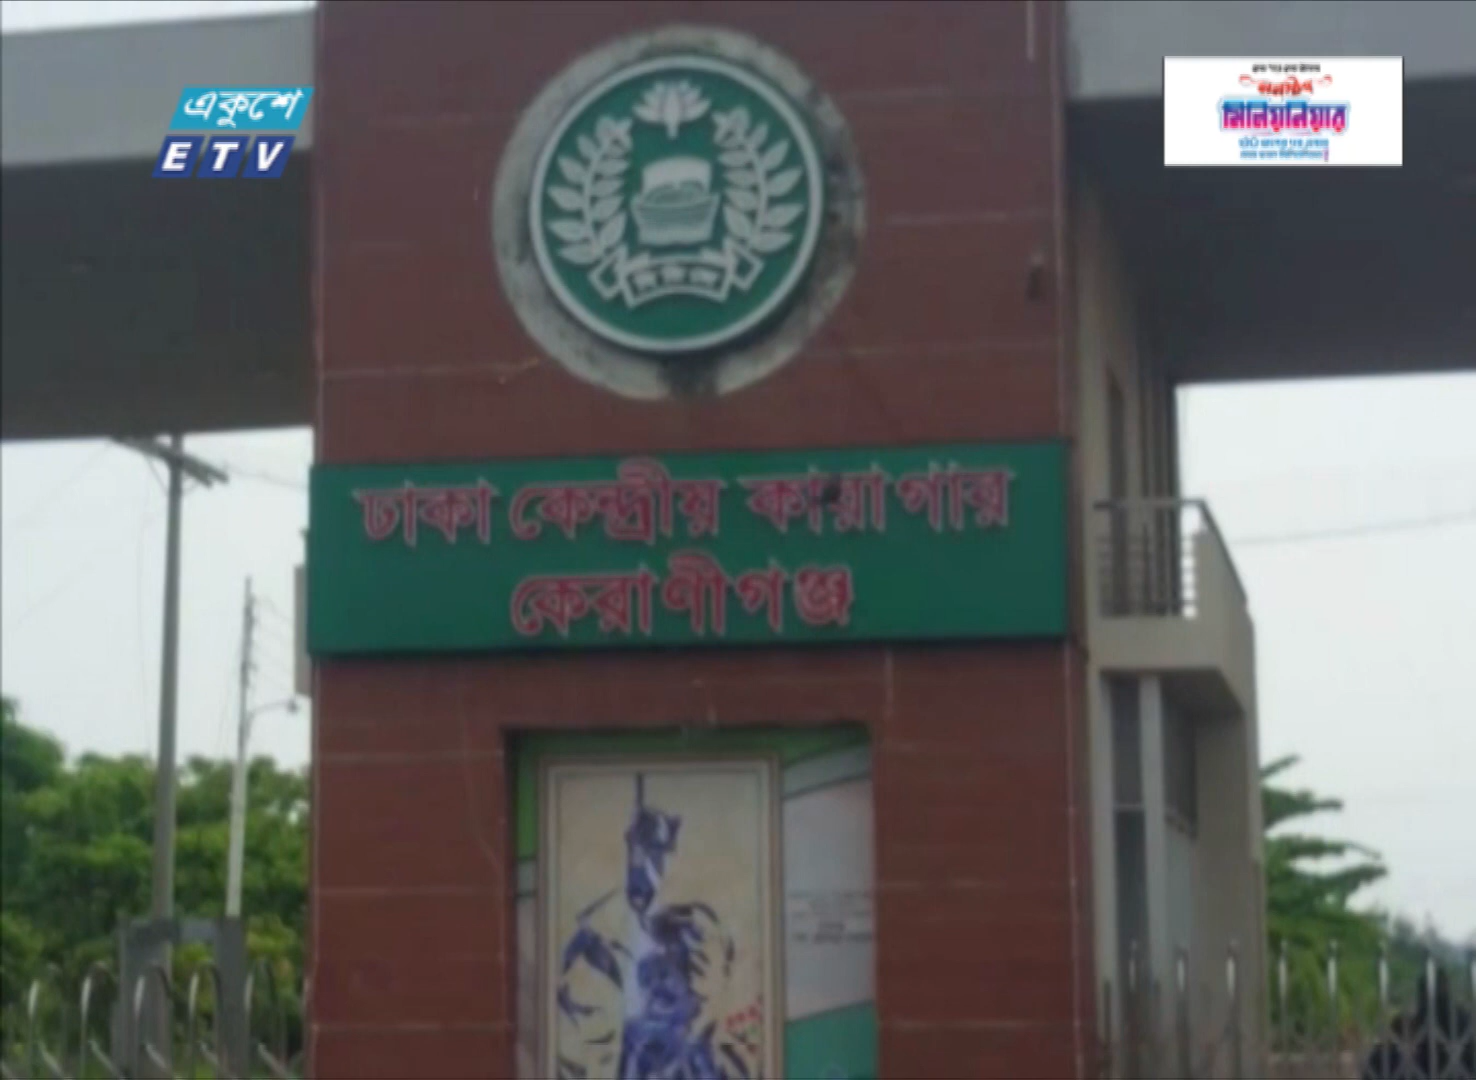 একুশে
ETV
মিলিয়নিয়ার
ঢাকা কেন্দ্রীয় কারাগার
কেরাণীগঞ্জ